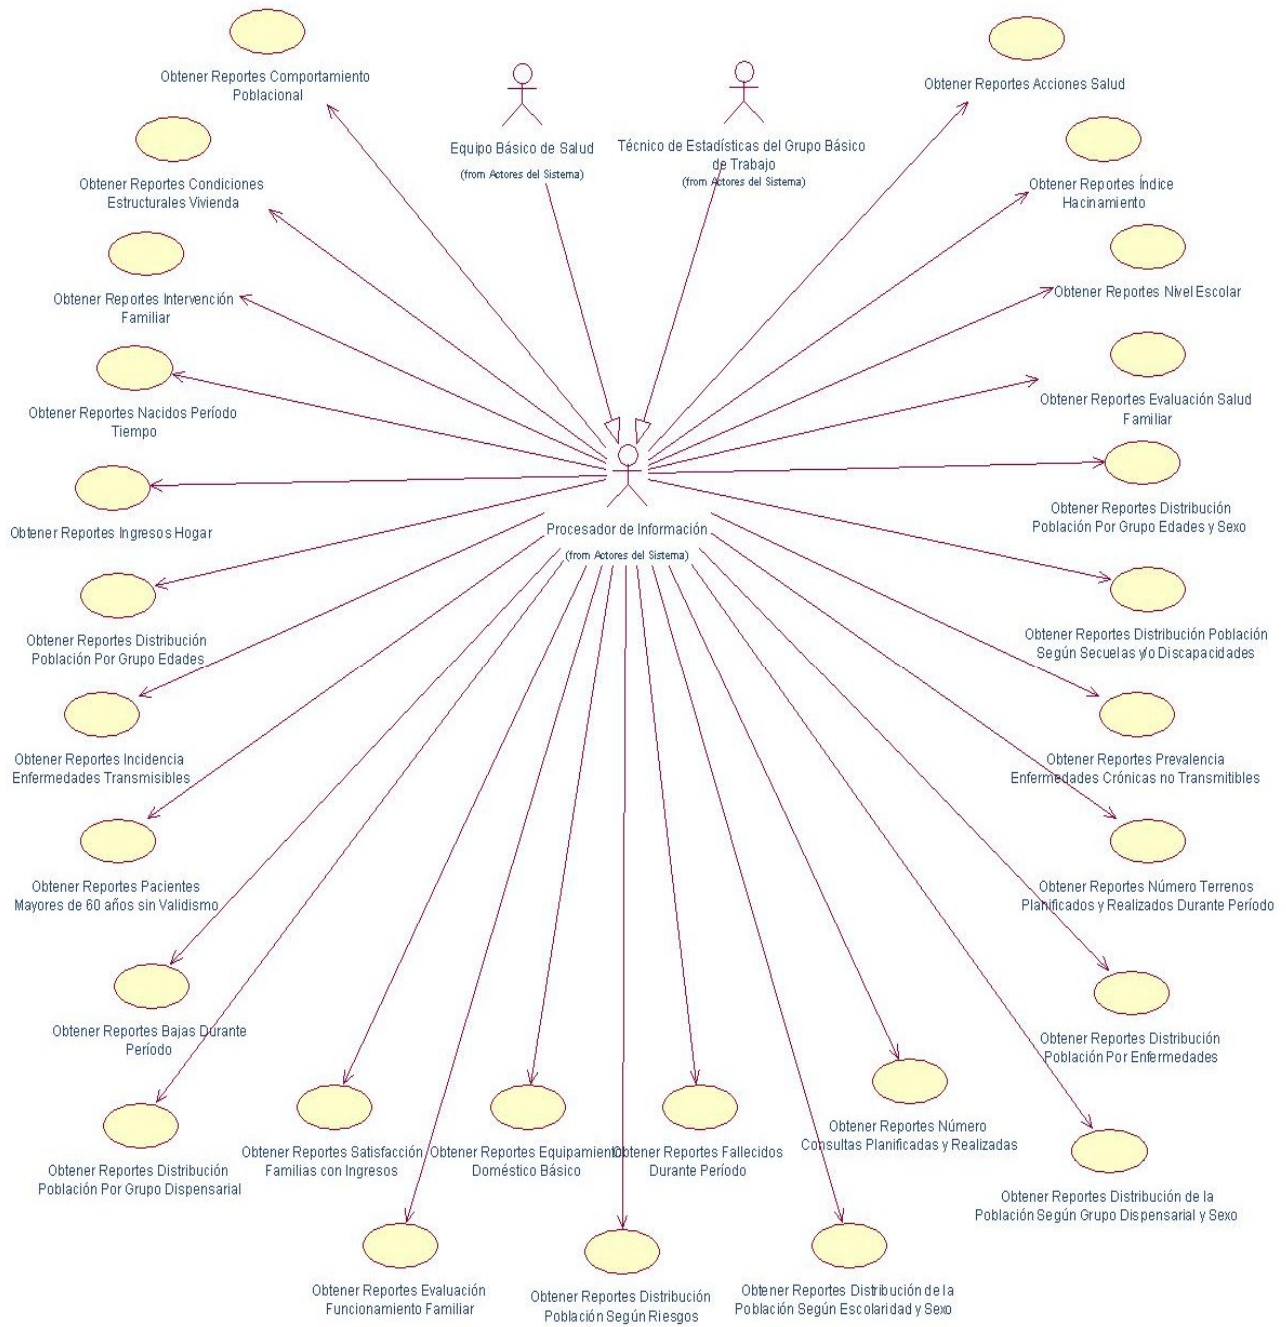 Obtener Reportes Comportamiento
Poblacional
Equipo Básico de Salud
(from Actores del Sistema)
Técnico de Estadísticas del Grupo Básico
de Trabajo
(from Actores del Sistema)
Obtener Reportes Acciones Salud
Obtener Reportes Condiciones
Estructurales Vivienda
Obtener Reportes Índice
Hacinamiento
Obtener Reportes Intervención
Familiar
Obtener Reportes Nivel Escolar
Obtener Reportes Nacidos Período
Tiempo
Obtener Reportes Evaluación Salud
Familiar
Obtener Reportes Ingresos Hogar
Procesador de Información
(from Actores del Sistema)
Obtener Reportes Distribución
Población Por Grupo Edades y Sexo
Obtener Reportes Distribución
Población Por Grupo Edades
Obtener Reportes Distribución Población
Según Secuelas y/o Discapacidades
Obtener Reportes Incidencia
Enfermedades Transmisibles
Obtener Reportes Prevalencia
Enfermedades Crónicas no Transmitibles
Obtener Reportes Pacientes
Mayores de 60 años sin Validismo
Obtener Reportes Número Terrenos
Planificados y Realizados Durante Período
Obtener Reportes Bajas Durante
Período
Obtener Reportes Distribución
Población Por Enfermedades
Obtener Reportes Distribución
Población Por Grupo Dispensarial
Obtener Reportes Satisfacción
Familias con Ingresos
Obtener Reportes Equipamiento
Doméstico Básico
Obtener Reportes Fallecidos
Durante Período
Obtener Reportes Número
Consultas Planificadas y Realizadas
Obtener Reportes Distribución de la
Población Según Grupo Dispensarial y Sexo
Obtener Reportes Evaluación
Funcionamiento Familiar
Obtener Reportes Distribución
Población Según Riesgos
Obtener Reportes Distribución de la
Población Según Escolaridad y Sexo